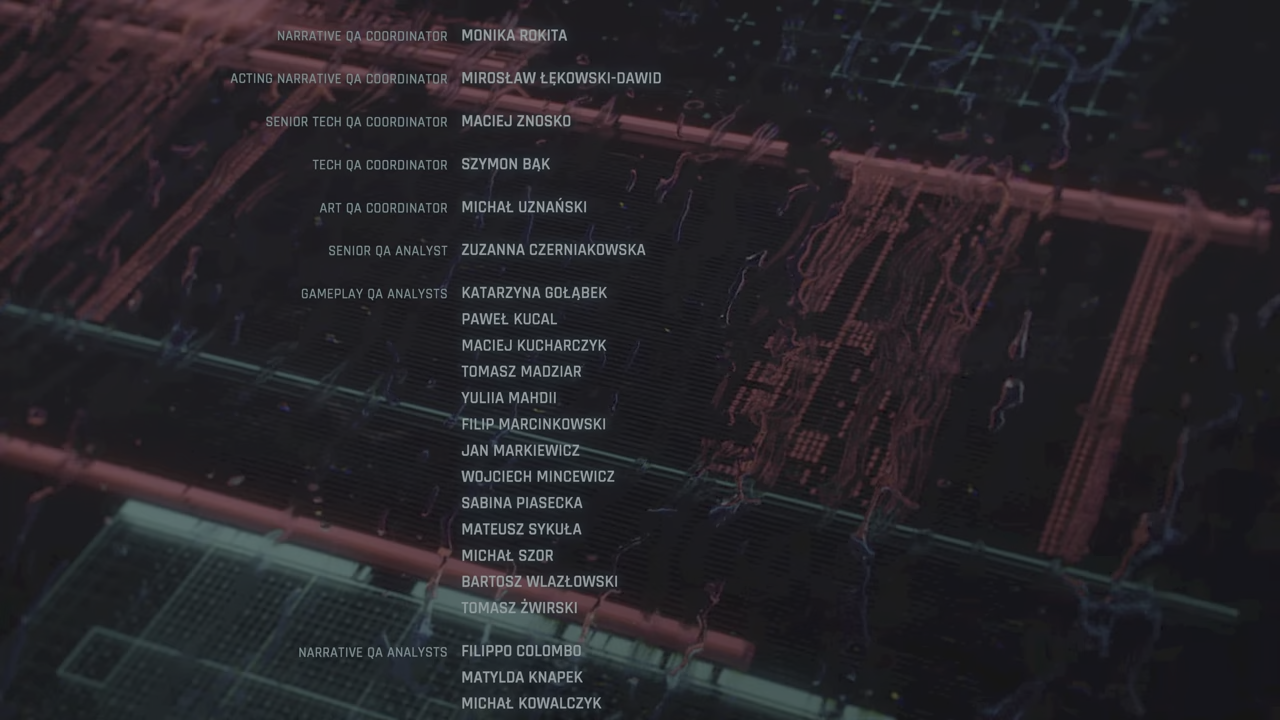 NARRATIVE QA COORDINATOR MONIKA ROKITA
ACTING NARRATIVE QA COORDINATOR MIROSŁAW ŁĘKOWSKI-DAWID
SENIOR TECH QA COORDINATOR MACIEJ ZNOSKO
TECH QA COORDINATOR SZYMON BĄK
ART QA COORDINATOR MICHAŁ UZNAŃSKI
SENIOR QA ANALYST ZUZANNA CZERNIAKOWSKA
GAMEPLAY QA ANALYSTS KATARZYNA GOŁĄBEK
PAWEŁ KUCAL
MACIEJ KUCHARCZYK
TOMASZ MADZIAR
YULIIA MAHDII
FILIP MARCINKOWSKI
JAN MARKIEWICZ
WOJCIECH MINCEWICZ
SABINA PIASECKA
MATEUSZ SYKUŁA
MICHAŁ SZOR
BARTOSZ WLAZŁOWSKI
TOMASZ ŻWIRSKI
NARRATIVE QA ANALYSTS FILIPPO COLOMBO
MATYLDA KNAPEK
MICHAŁ KOWALCZYK